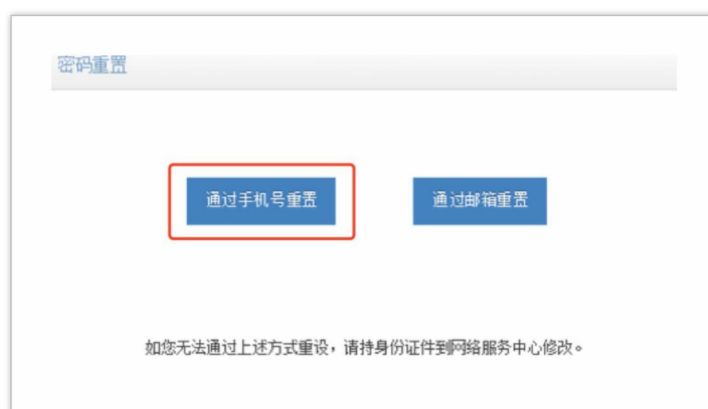 密码重置
通过手机号重置 通过邮箱重置
如您无法通过上述方式重设，请持身份证件到网络服务中心修改。